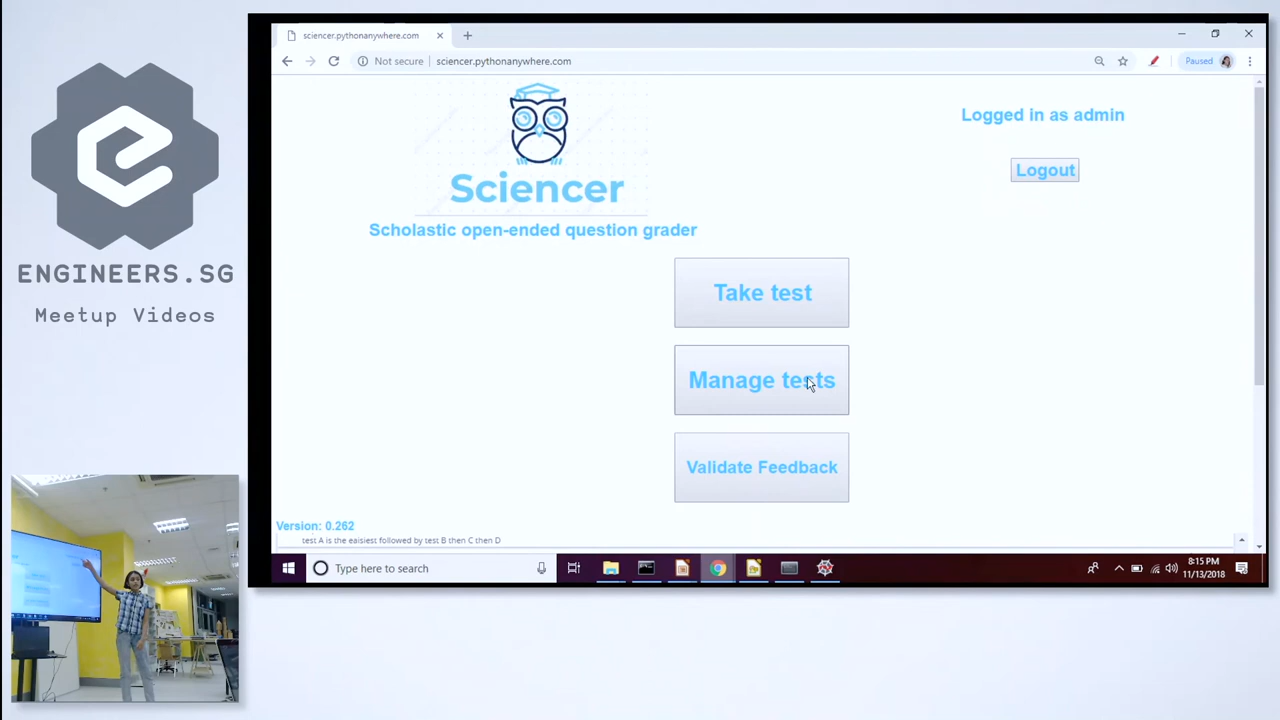 sciencer.pythonanywhere.com
Not secure
sciencer.pythonanywhere.com
Paused
Logged in as admin
Logout
Sciencer
Scholastic open-ended question grader
Take test
Manage tests
Validate Feedback
Version: 0.262
test A is the eaisiest followed by test B then C then D
Type here to search
8:15 PM
11/13/2018
ENGINEERS.SG
Meetup Videos